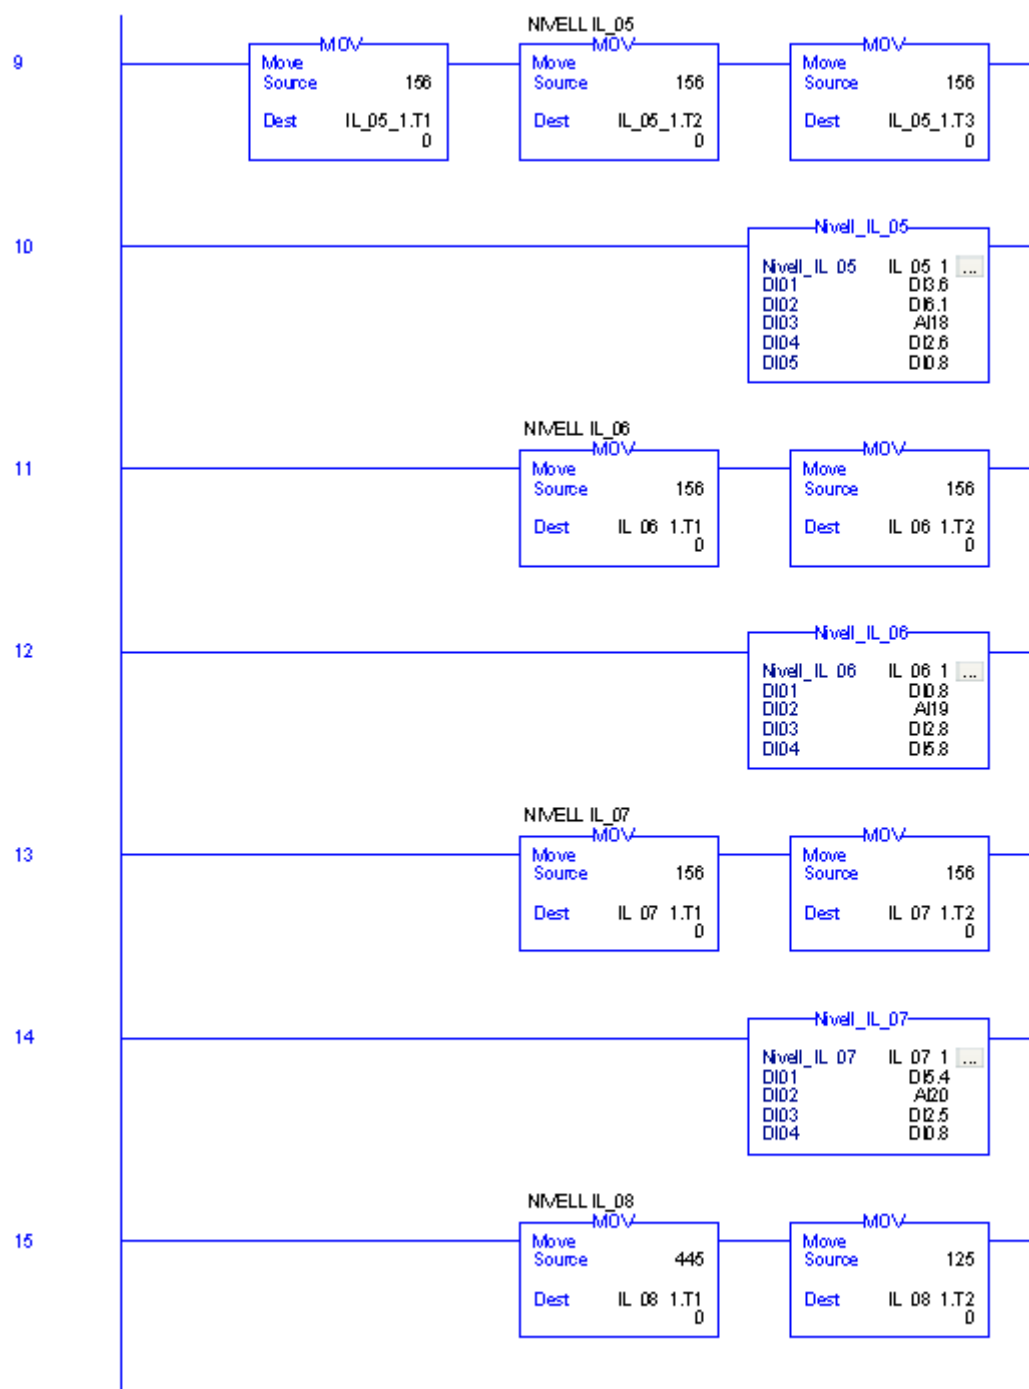 NIVELL IL_05
9
MOV
Move
Source 156
Dest IL_05_1.T1
0
MOV
Move
Source 156
Dest IL_05_1.T2
0
MOV
Move
Source 156
Dest IL_05_1.T3
0
10
Nivell_IL_05
Nivell_IL_05 IL_05_1 ...
DI01 DI3.6
DI02 DI6.1
DI03 AI18
DI04 DI2.6
DI05 DI0.8
NIVELL IL_06
11
MOV
Move
Source 156
Dest IL_06_1.T1
0
MOV
Move
Source 156
Dest IL_06_1.T2
0
12
Nivell_IL_06
Nivell_IL_06 IL_06_1 ...
DI01 DI0.8
DI02 AI19
DI03 DI2.8
DI04 DI5.8
NIVELL IL_07
13
MOV
Move
Source 156
Dest IL_07_1.T1
0
MOV
Move
Source 156
Dest IL_07_1.T2
0
14
Nivell_IL_07
Nivell_IL_07 IL_07_1 ...
DI01 DI5.4
DI02 AI20
DI03 DI2.5
DI04 DI0.8
NIVELL IL_08
15
MOV
Move
Source 445
Dest IL_08_1.T1
0
MOV
Move
Source 125
Dest IL_08_1.T2
0